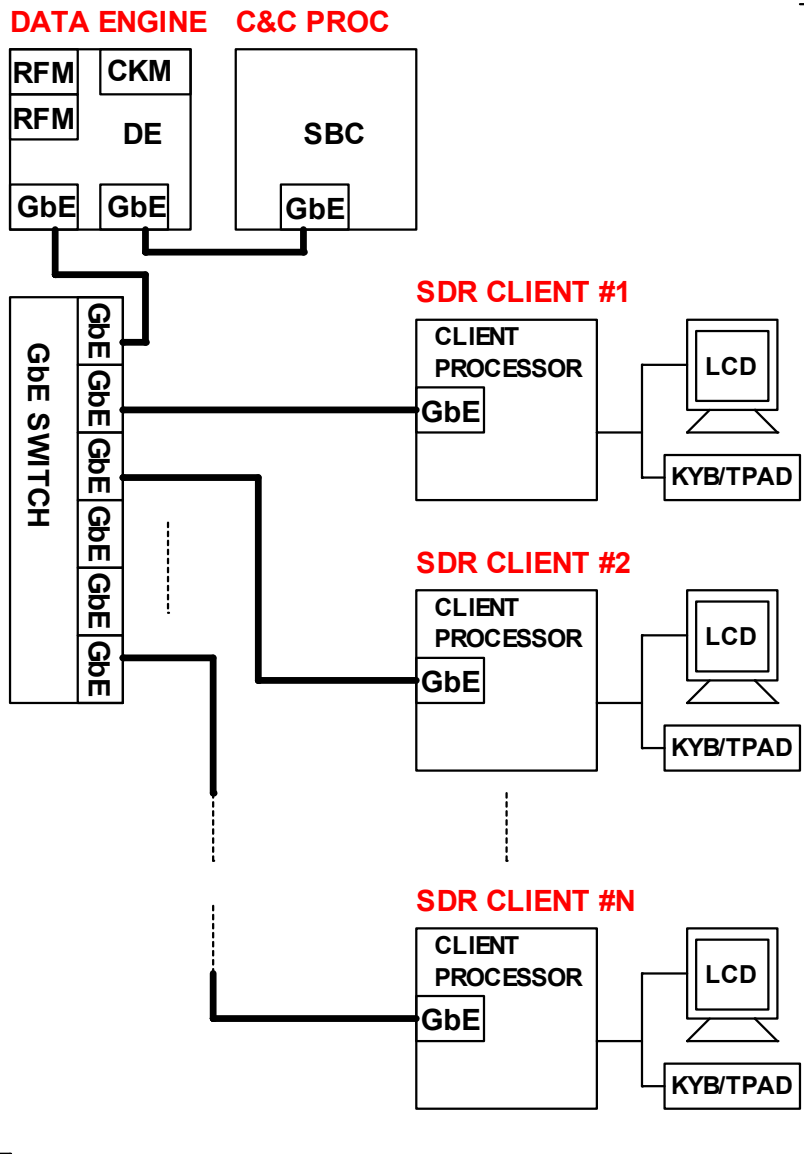 DATA ENGINE
C&C PROC
RFM
CKM
RFM
DE
SBC
GbE
GbE
GbE
GbE SWITCH
GbE
GbE
GbE
GbE
GbE
GbE
SDR CLIENT #1
CLIENT
PROCESSOR
GbE
LCD
KYB/TPAD
SDR CLIENT #2
CLIENT
PROCESSOR
GbE
LCD
KYB/TPAD
SDR CLIENT #N
CLIENT
PROCESSOR
GbE
LCD
KYB/TPAD